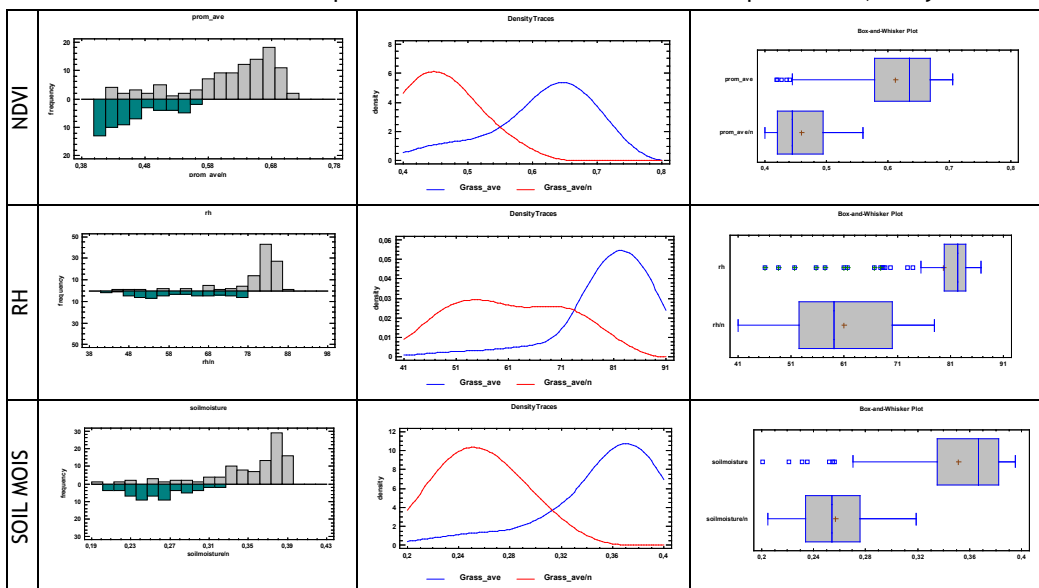 NDVI
prom_ave
frequency
20
10
0
10
20
0,38 0,48 0,58 0,68 0,78
prom_ave/n
Density Traces
density
8
6
4
2
0
0,4 0,5 0,6 0,7 0,8
Grass_ave Grass_ave/n
Box-and-Whisker Plot
prom_ave
prom_ave/n
0,4 0,5 0,6 0,7 0,8
RH
rh
frequency
50
30
10
10
30
50
38 48 58 68 78 88 98
rh/n
Density Traces
density
0,06
0,05
0,04
0,03
0,02
0,01
0
41 51 61 71 81 91
Grass_ave Grass_ave/n
Box-and-Whisker Plot
rh
rh/n
41 51 61 71 81 91
SOIL MOIS
soilmoisture
frequency
30
20
10
0
10
20
30
0,19 0,23 0,27 0,31 0,35 0,39 0,43
soilmoisture/n
Density Traces
density
12
10
8
6
4
2
0
0,2 0,24 0,28 0,32 0,36 0,4
Grass_ave Grass_ave/n
Box-and-Whisker Plot
soilmoisture
soilmoisture/n
0,2 0,24 0,28 0,32 0,36 0,4